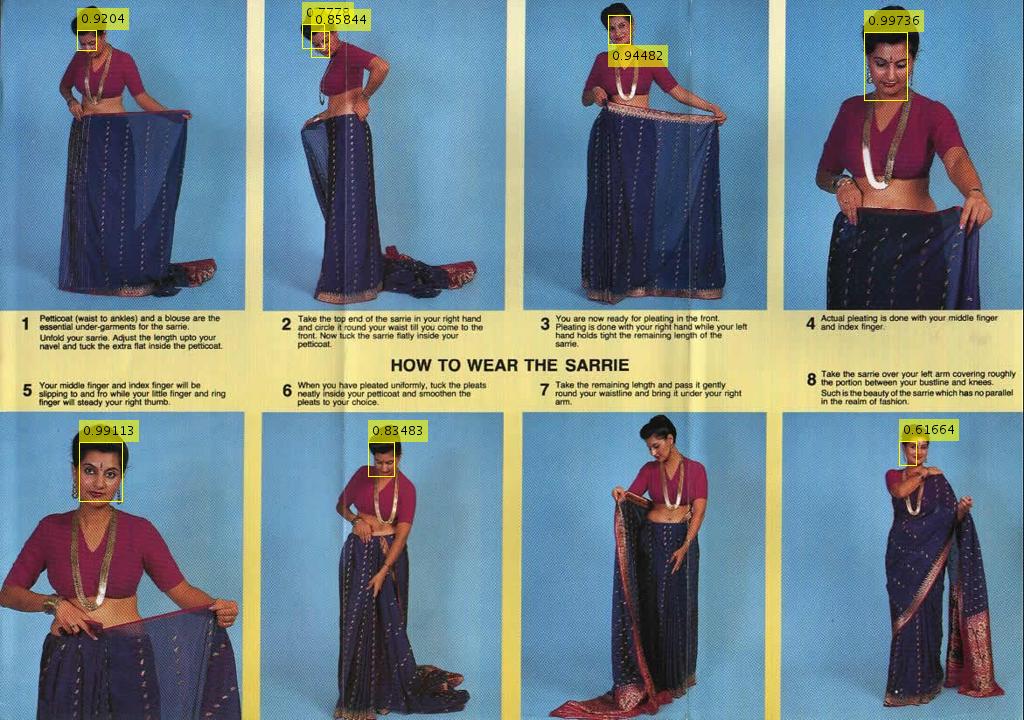 0.9204
0.7778
0.85844
0.94482
0.99736
1 Petticoat (waist to ankles) and a blouse are the
essential under-garments for the sarrie.
Unfold your sarrie. Adjust the length upto your
navel and tuck the extra flat inside the petticoat.
2 Take the top end of the sarrie in your right hand
and circle it round your waist till you come to the
front. Now tuck the sarrie flatly inside your
petticoat.
3 You are now ready for pleating in the front.
Pleating is done with your right hand while your left
hand holds tight the remaining length of the
sarrie.
4 Actual pleating is done with your middle finger
and index finger.
HOW TO WEAR THE SARRIE
5 Your middle finger and index finger will be
slipping to and fro while your little finger and ring
finger will steady your right thumb.
6 When you have pleated uniformly, tuck the pleats
neatly inside your petticoat and smoothen the
pleats to your choice.
7 Take the remaining length and pass it gently
round your waistline and bring it under your right
arm.
8 Take the sarrie over your left arm covering roughly
the portion between your bustline and knees.
Such is the beauty of the sarrie which has no parallel
in the realm of fashion.
0.99113
0.83483
0.61664